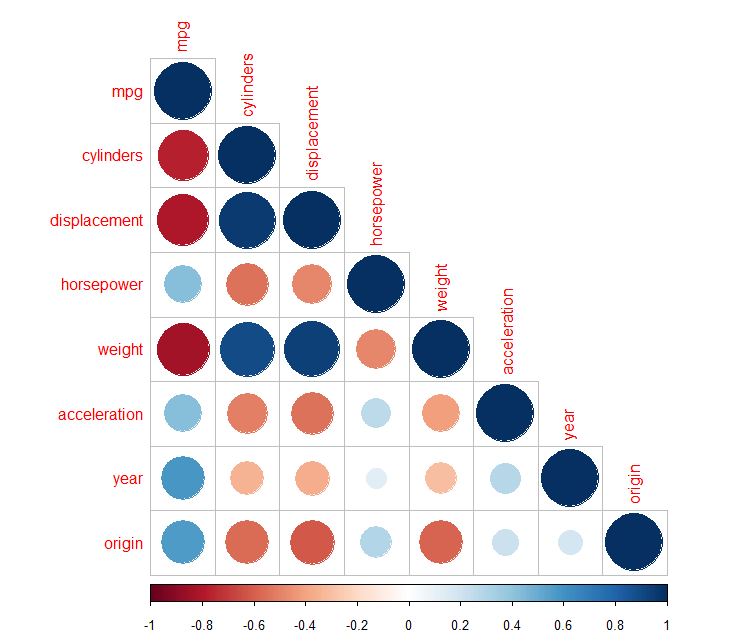 mpg
cylinders
displacement
horsepower
weight
acceleration
year
origin
mpg
cylinders
displacement
horsepower
weight
acceleration
year
origin
-1 -0.8 -0.6 -0.4 -0.2 0 0.2 0.4 0.6 0.8 1